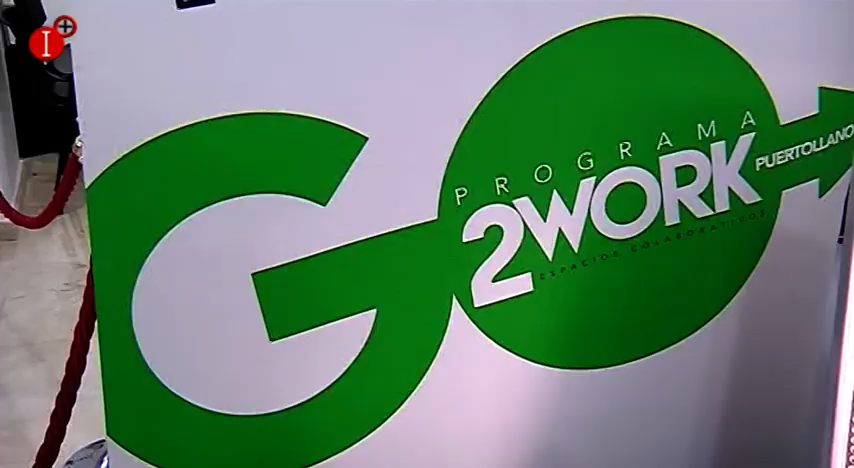 I+
GO
PROGRAMA
2WORK
PUERTOLLANO
ESPACIOS COLABORATIVOS